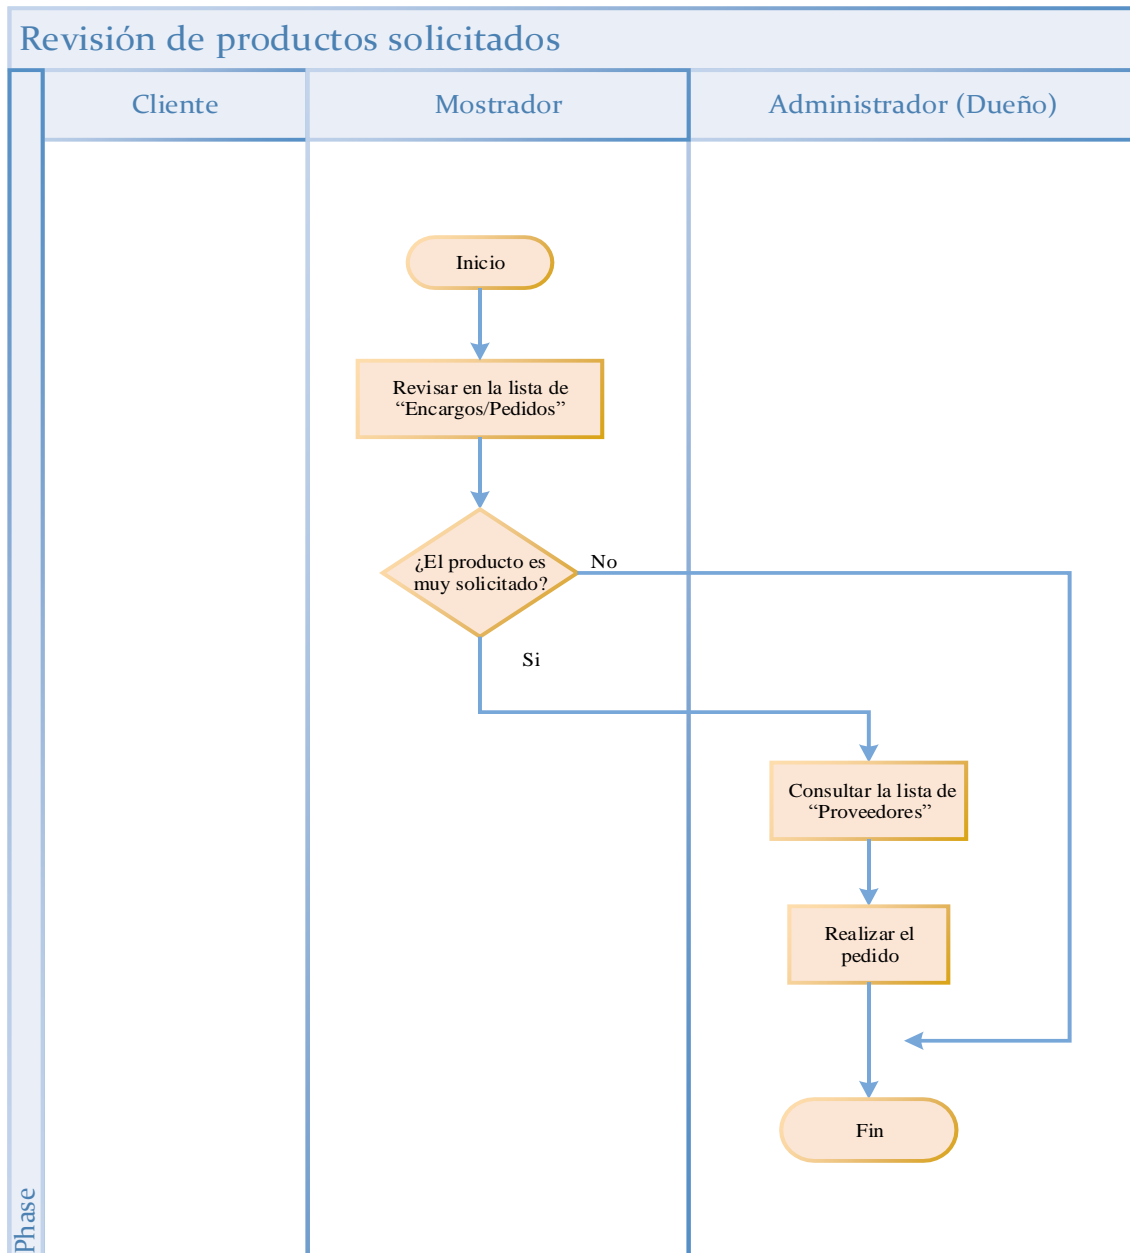 Revisión de productos solicitados
Cliente
Mostrador
Administrador (Dueño)
Inicio
Revisar en la lista de
“Encargos/Pedidos”
¿El producto es
muy solicitado?
No
Si
Consultar la lista de
“Proveedores”
Realizar el
pedido
Fin
Phase